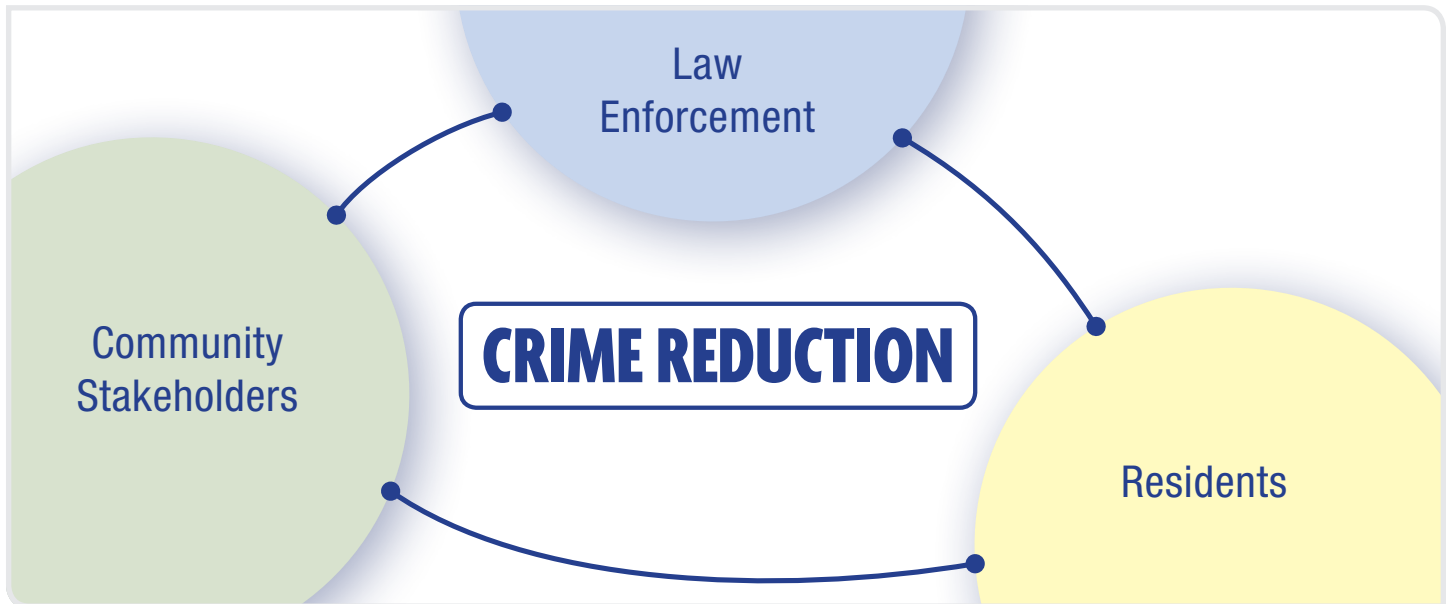 Law
Enforcement
Community
Stakeholders
CRIME REDUCTION
Residents